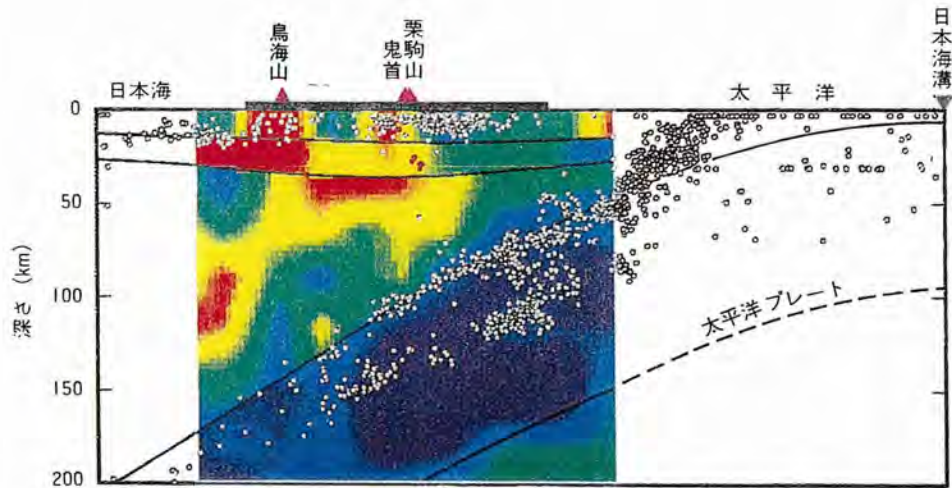 鳥海山
鬼首
栗駒山
日本海溝
日本海
太平洋
0
50
100
150
200
深さ (km)
太平洋プレート